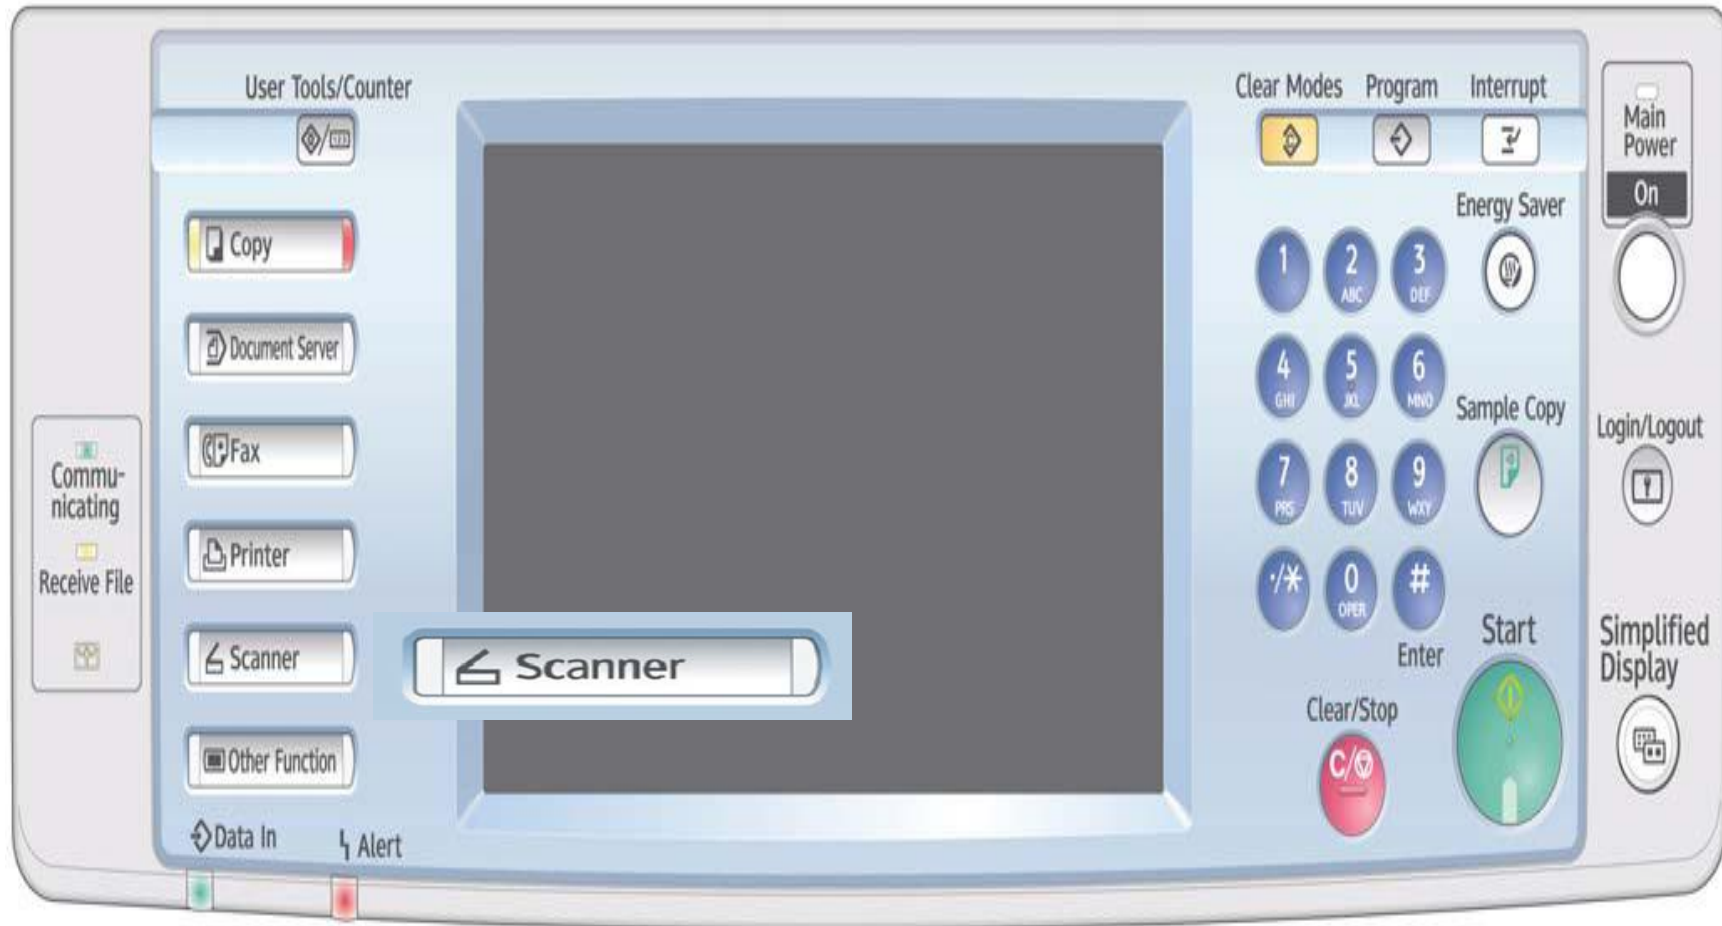 User Tools/Counter
Clear Modes
Program
Interrupt
Main
Power
On
Energy Saver
Copy
Document Server
Fax
Printer
Scanner
Scanner
Other Function
Data In
Alert
Commu-
nicating
Receive File
1
2
ABC
3
DEF
4
GHI
5
JKL
6
MNO
7
PRS
8
TUV
9
WXY
·/*
0
OPER
#
Enter
Sample Copy
Login/Logout
Start
Simplified
Display
Clear/Stop
C/